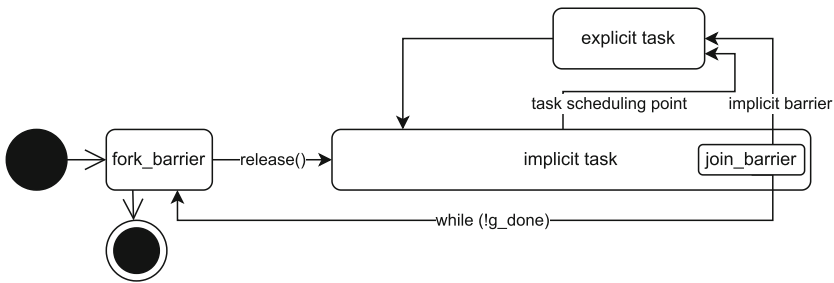 explicit task
task scheduling point
implicit barrier
fork_barrier
release()
implicit task
join_barrier
while (!g_done)